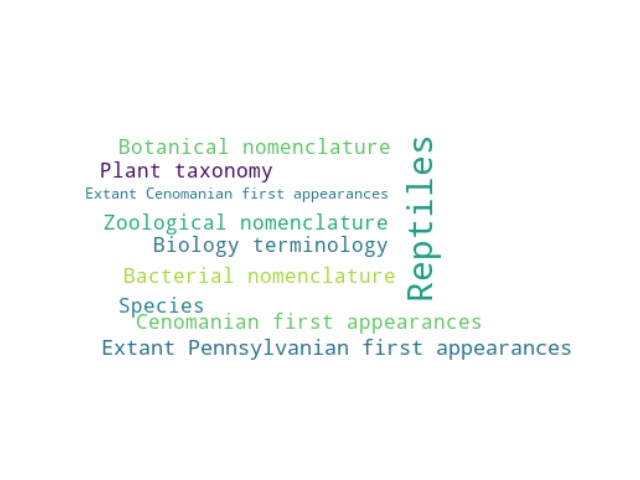 Botanical nomenclature
Plant taxonomy
Extant Cenomanian first appearances
Zoological nomenclature
Biology terminology
Bacterial nomenclature
Species
Cenomanian first appearances
Extant Pennsylvanian first appearances
Reptiles